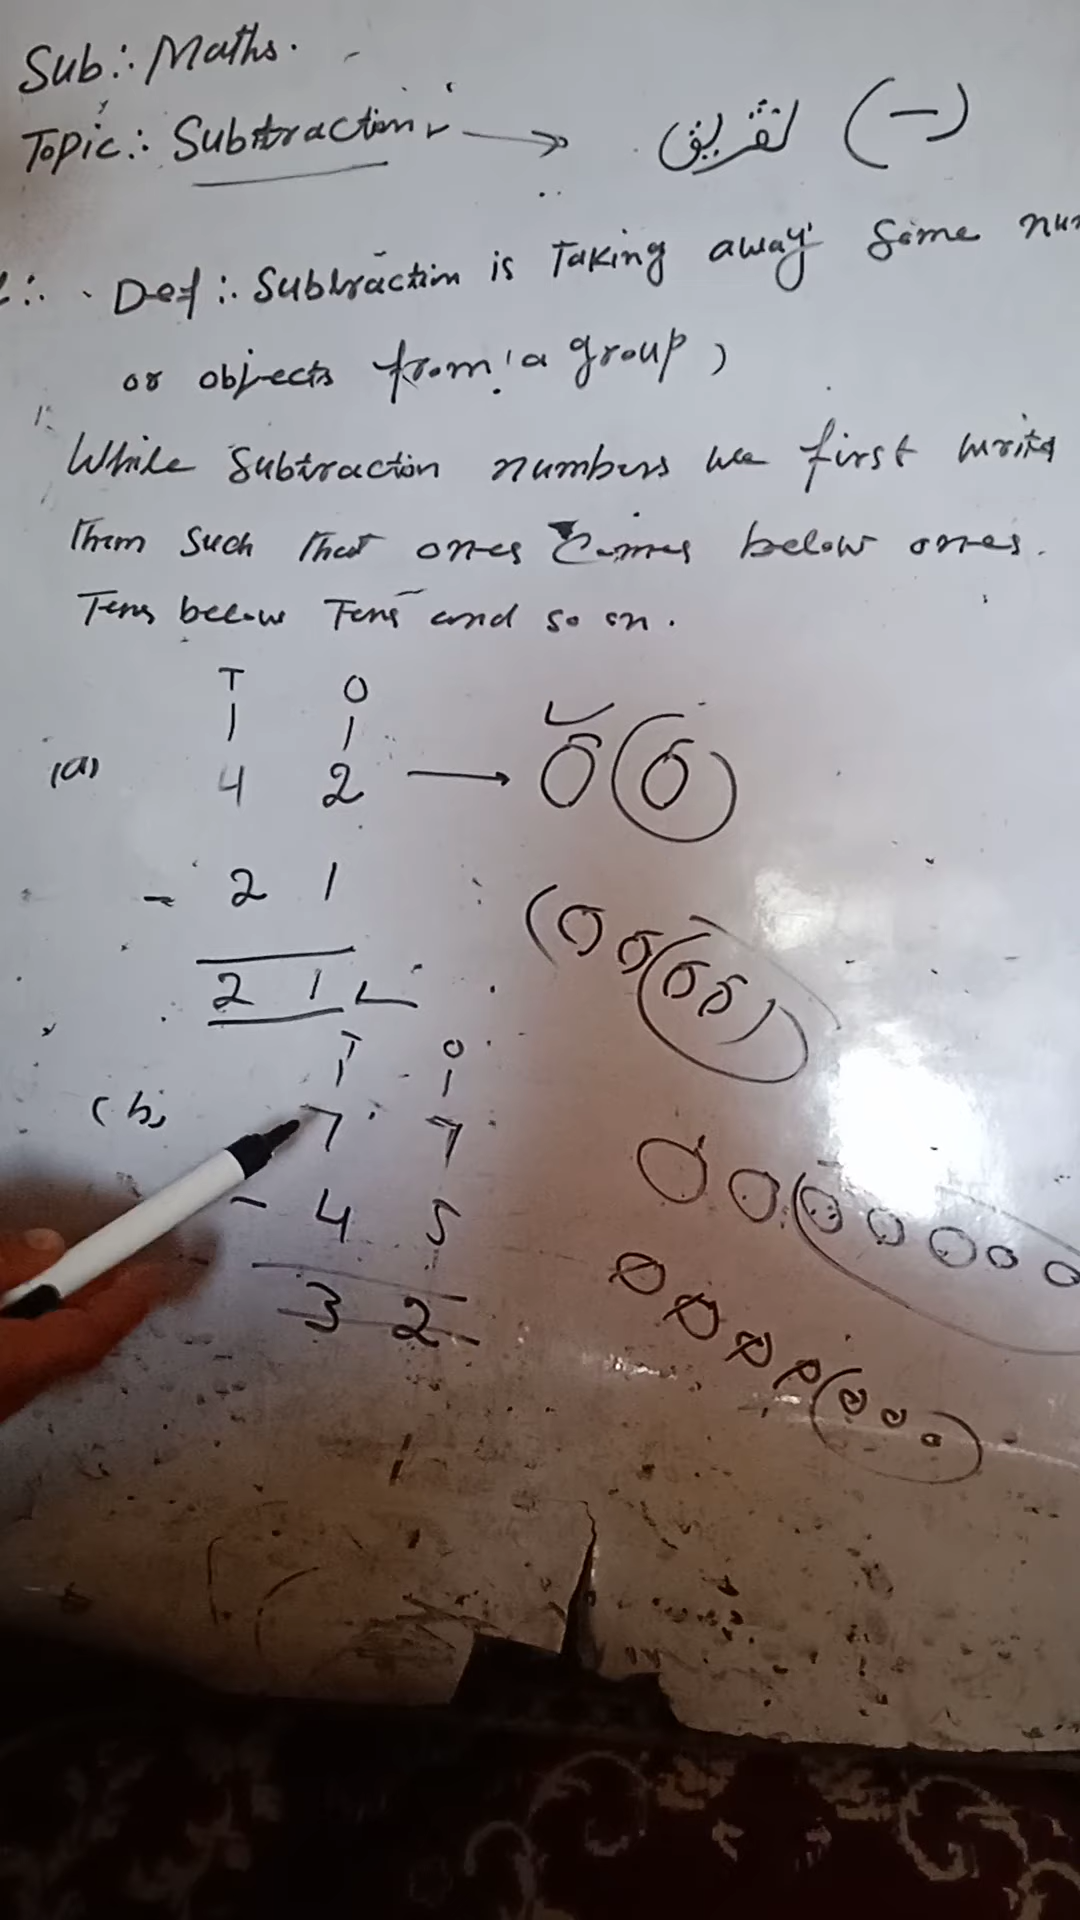 Sub:. Maths.
Topic:. Subtraction → تفریق (-)
Def:. Subtraction is Taking away some
or objects from a group,
While Subtraction numbers we first write
Them such that ones Comes below ones.
Tens below Tens and so on.
T O
(a) 4 2 →
- 2 1
2 1
T O
(b) 7 7
- 4 5
3 2